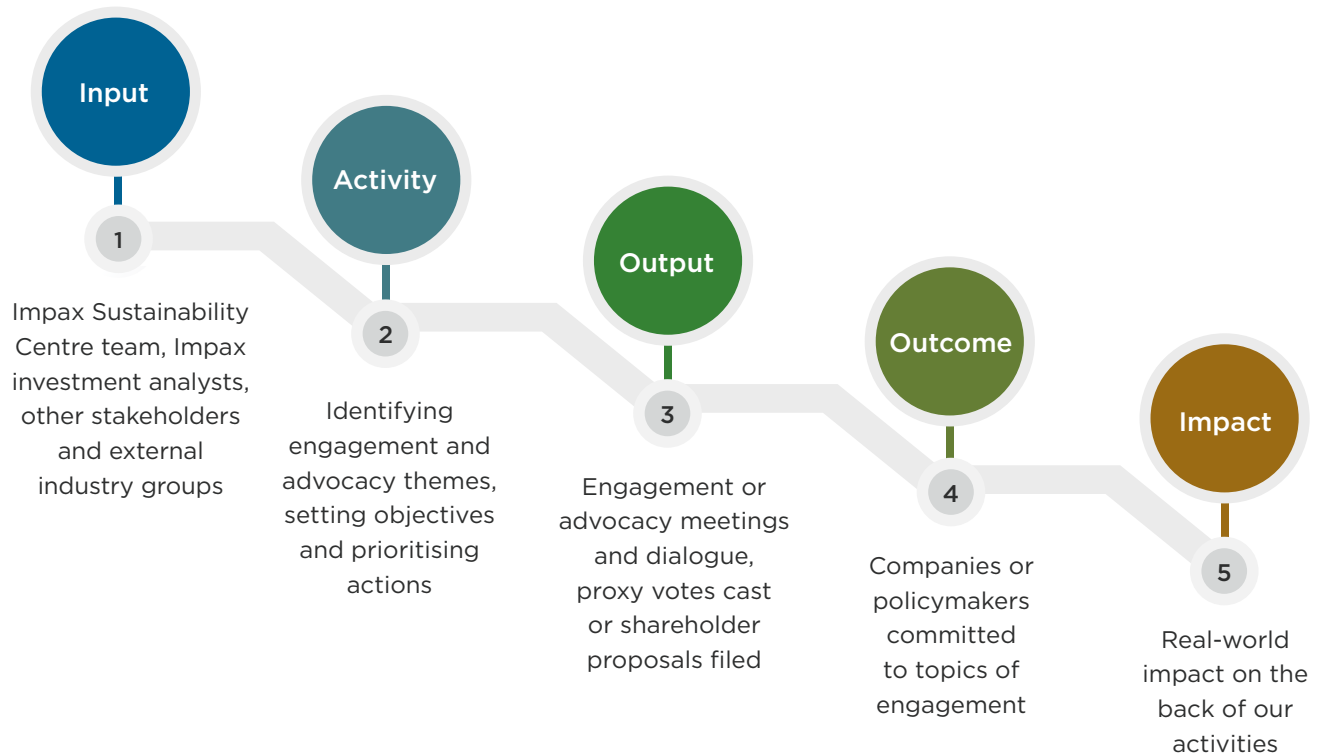 Input
1
Impax Sustainability
Centre team, Impax
investment analysts,
other stakeholders
and external
industry groups
Activity
2
Identifying
engagement and
advocacy themes,
setting objectives
and prioritising
actions
Output
3
Engagement or
advocacy meetings
and dialogue,
proxy votes cast
or shareholder
proposals filed
Outcome
4
Companies or
policymakers
committed
to topics of
engagement
Impact
5
Real-world
impact on the
back of our
activities